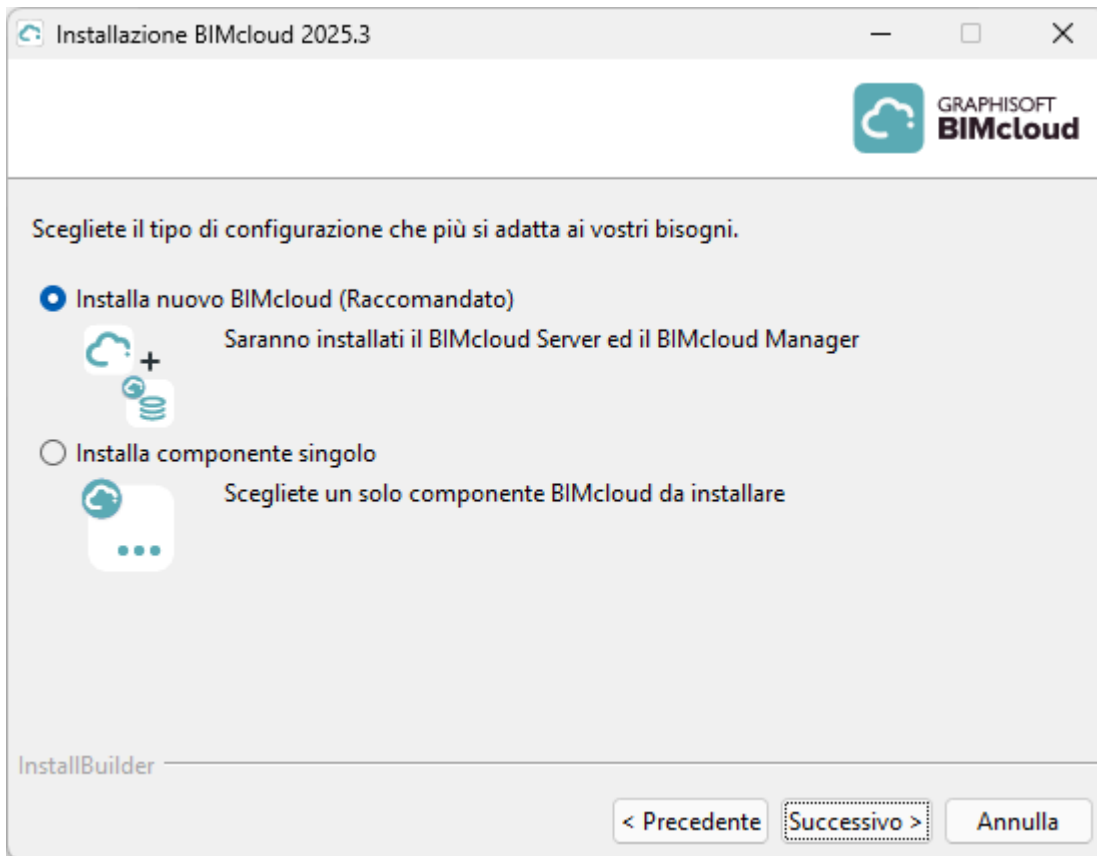 Installazione BIMcloud 2025.3
GRAPHISOFT
BIMcloud
Scegliete il tipo di configurazione che più si adatta ai vostri bisogni.
Installa nuovo BIMcloud (Raccomandato)
Saranno installati il BIMcloud Server ed il BIMcloud Manager
Installa componente singolo
Scegliete un solo componente BIMcloud da installare
InstallBuilder
< Precedente Successivo > Annulla